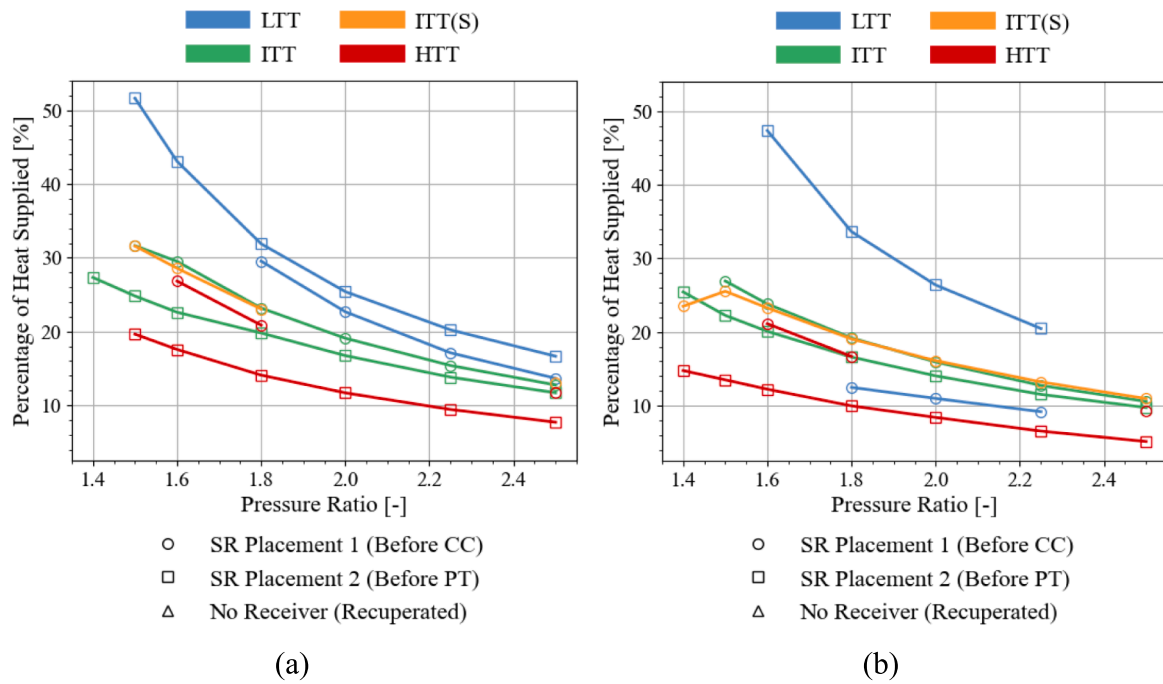 LTT
ITT(S)
ITT
HTT
Percentage of Heat Supplied [%]
50
40
30
20
10
1.4
1.6
1.8
2.0
2.2
2.4
Pressure Ratio [-]
SR Placement 1 (Before CC)
SR Placement 2 (Before PT)
No Receiver (Recuperated)
(a)
LTT
ITT(S)
ITT
HTT
Percentage of Heat Supplied [%]
50
40
30
20
10
1.4
1.6
1.8
2.0
2.2
2.4
Pressure Ratio [-]
SR Placement 1 (Before CC)
SR Placement 2 (Before PT)
No Receiver (Recuperated)
(b)